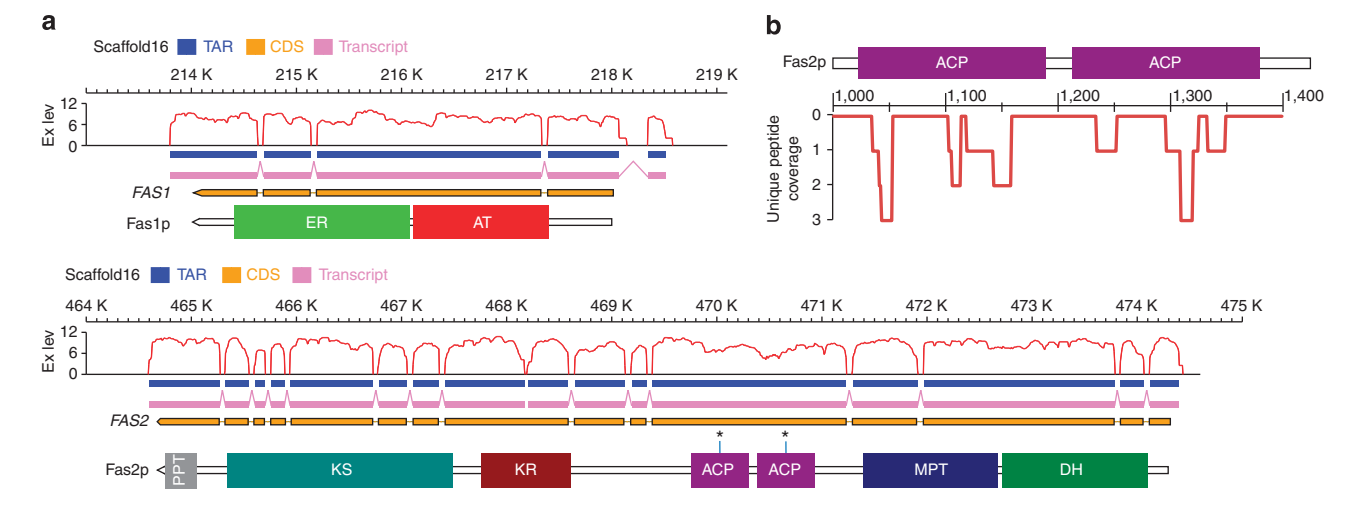 a
Scaffold16 TAR CDS Transcript
214 K 215 K 216 K 217 K 218 K 219 K
Ex lev
12
6
0
FAS1
Fas1p ER AT
Scaffold16 TAR CDS Transcript
464 K 465 K 466 K 467 K 468 K 469 K 470 K 471 K 472 K 473 K 474 K 475 K
Ex lev
12
6
0
FAS2
* *
Fas2p PPT KS KR ACP ACP MPT DH
b
Fas2p ACP ACP
1,000 1,100 1,200 1,300 1,400
Unique peptide
coverage
0
1
2
3